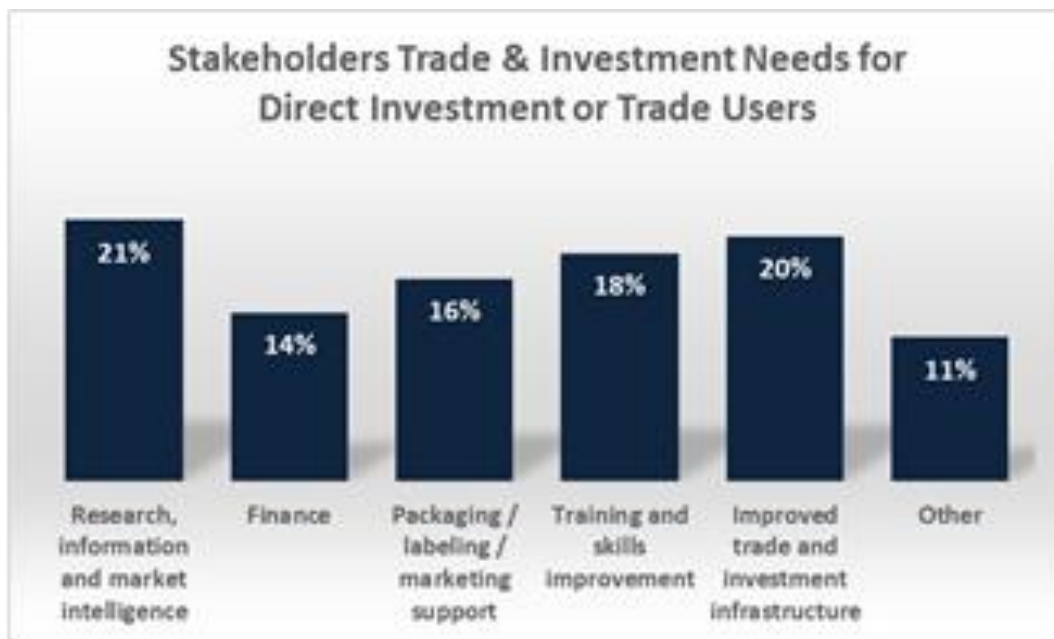 Stakeholders Trade & Investment Needs for
Direct Investment or Trade Users
21%
14%
16%
18%
20%
11%
Research,
information
and market
intelligence
Finance
Packaging /
labeling /
marketing
support
Training and
skills
improvement
Improved
trade and
investment
infrastructure
Other